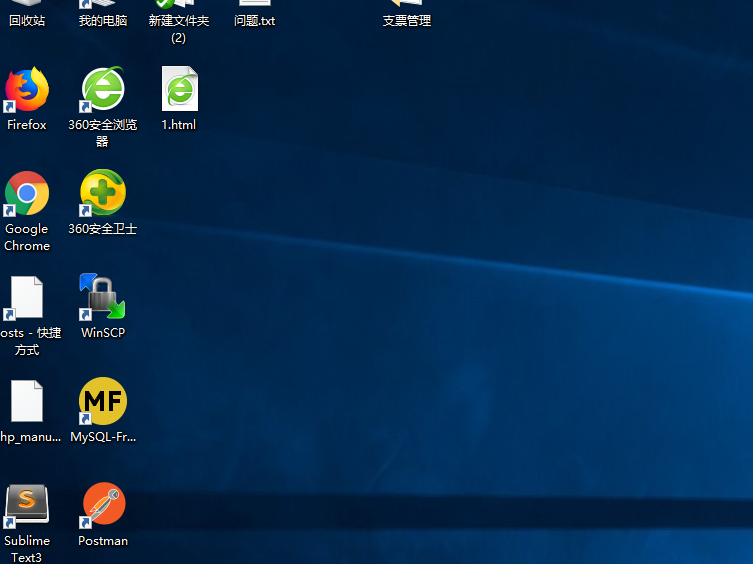 回收站
我的电脑
新建文件夹
(2)
问题.txt
支票管理
Firefox
360安全浏览
器
1.html
Google
Chrome
360安全卫士
osts - 快捷
方式
WinSCP
hp_manu...
MF
MySQL-Fr...
S
Sublime
Text3
Postman